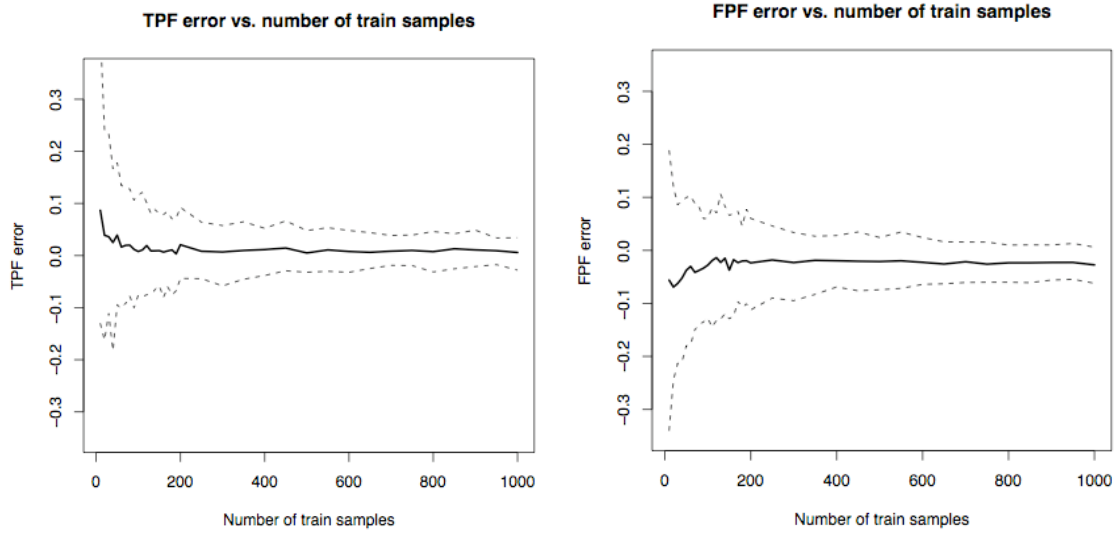 TPF error vs. number of train samples
TPF error
0.3
0.2
0.1
0.0
−0.1
−0.2
−0.3
0 200 400 600 800 1000
Number of train samples
FPF error vs. number of train samples
FPF error
0.3
0.2
0.1
0.0
−0.1
−0.2
−0.3
0 200 400 600 800 1000
Number of train samples